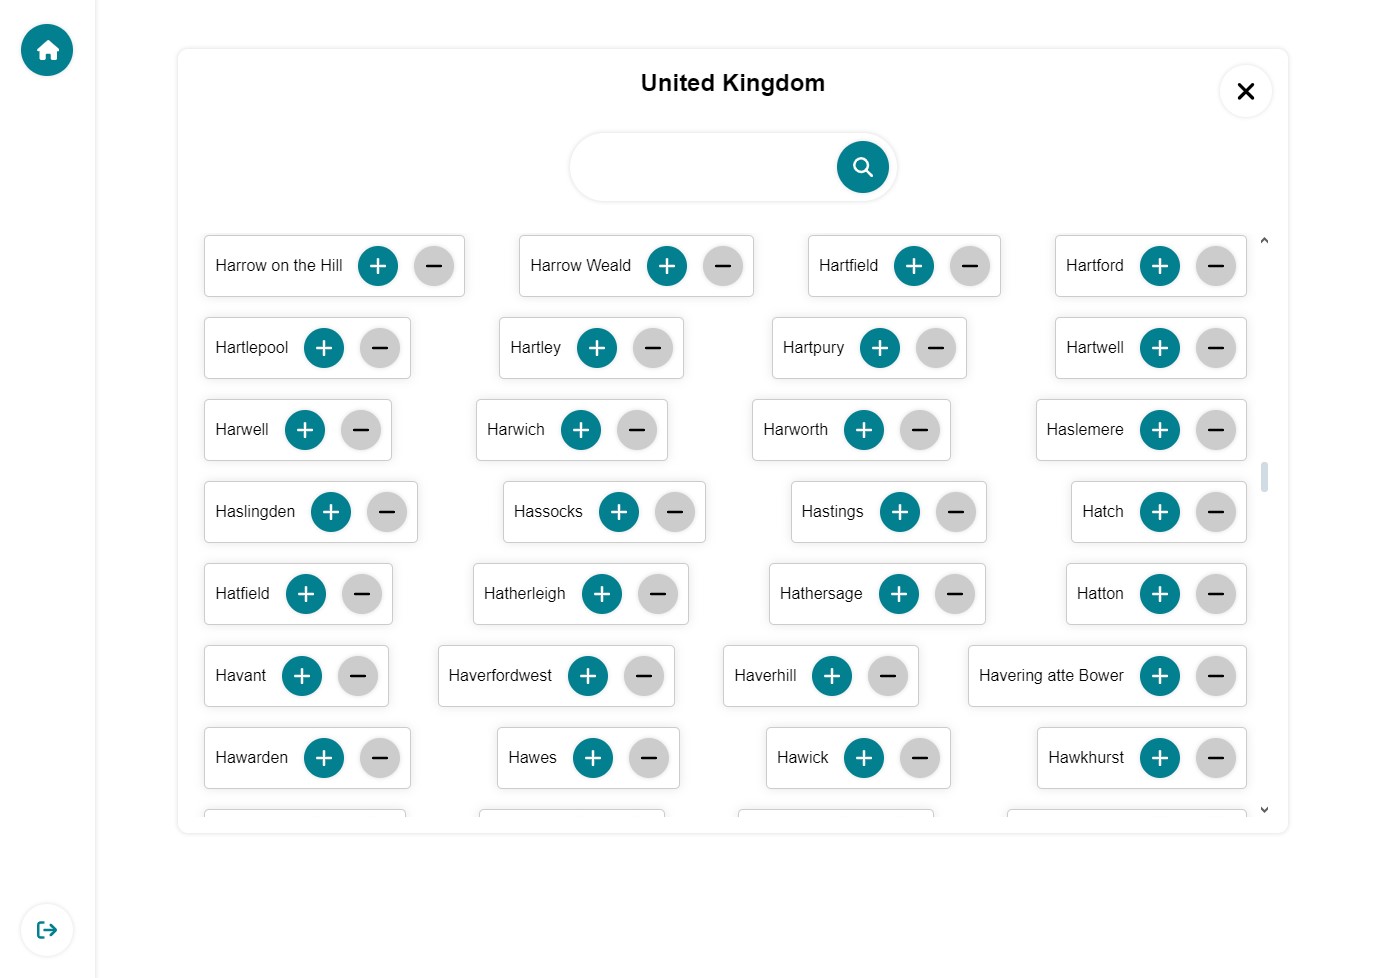 United Kingdom
Harrow on the Hill
Harrow Weald
Hartfield
Hartford
Hartlepool
Hartley
Hartpury
Hartwell
Harwell
Harwich
Harworth
Haslemere
Haslingden
Hassocks
Hastings
Hatch
Hatfield
Hatherleigh
Hathersage
Hatton
Havant
Haverfordwest
Haverhill
Havering atte Bower
Hawarden
Hawes
Hawick
Hawkhurst